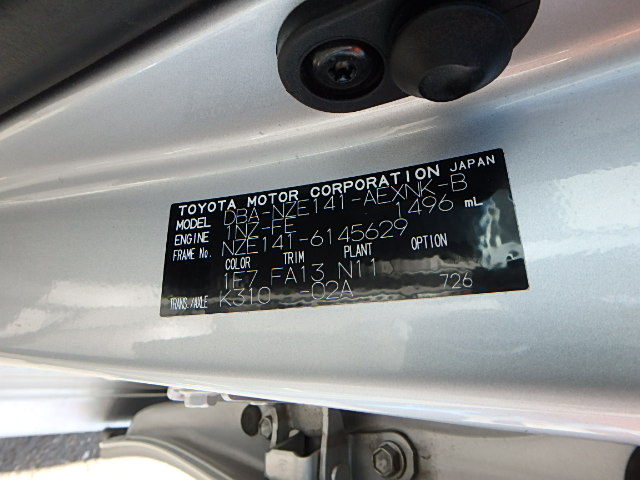 TOYOTA MOTOR CORPORATION JAPAN
MODEL DBA-NZE141-AEXNK-B
ENGINE 1NZ-FE 1496 mL
FRAME No. NZE141-6145629
COLOR TRIM PLANT OPTION
1E7 FA13 N11
TRANS./AXLE K310 -02A 726